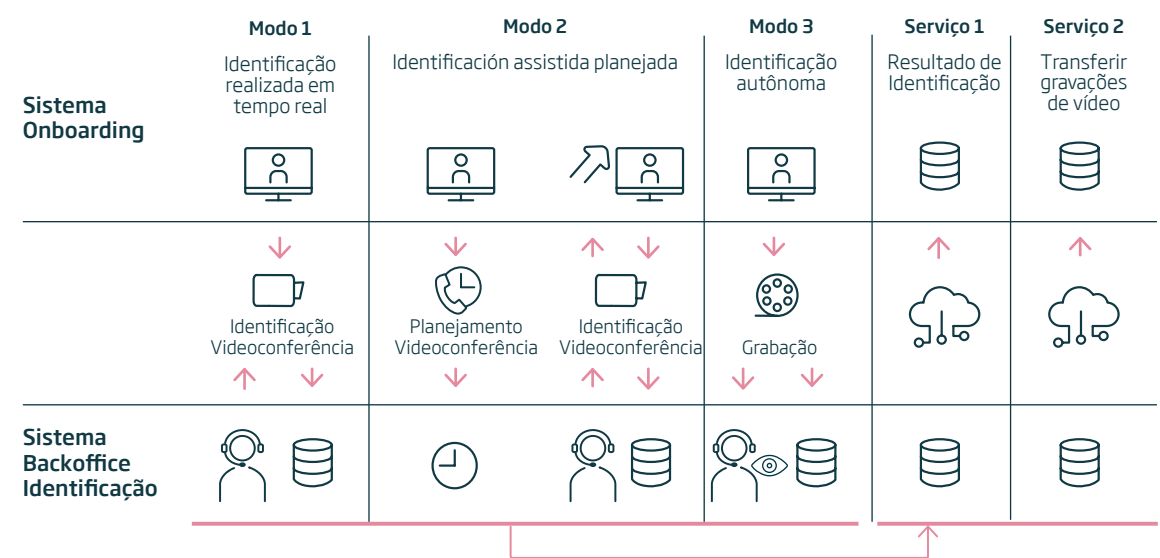 Modo 1
Modo 2
Modo 3
Serviço 1
Serviço 2
Sistema
Onboarding
Identificação
realizada em
tempo real
Identificación assistida planejada
Identificação
autônoma
Resultado de
Identificação
Transferir
gravações
de vídeo
Identificação
Videoconferência
Planejamento
Videoconferência
Identificação
Videoconferência
Grabação
Sistema
Backoffice
Identificação